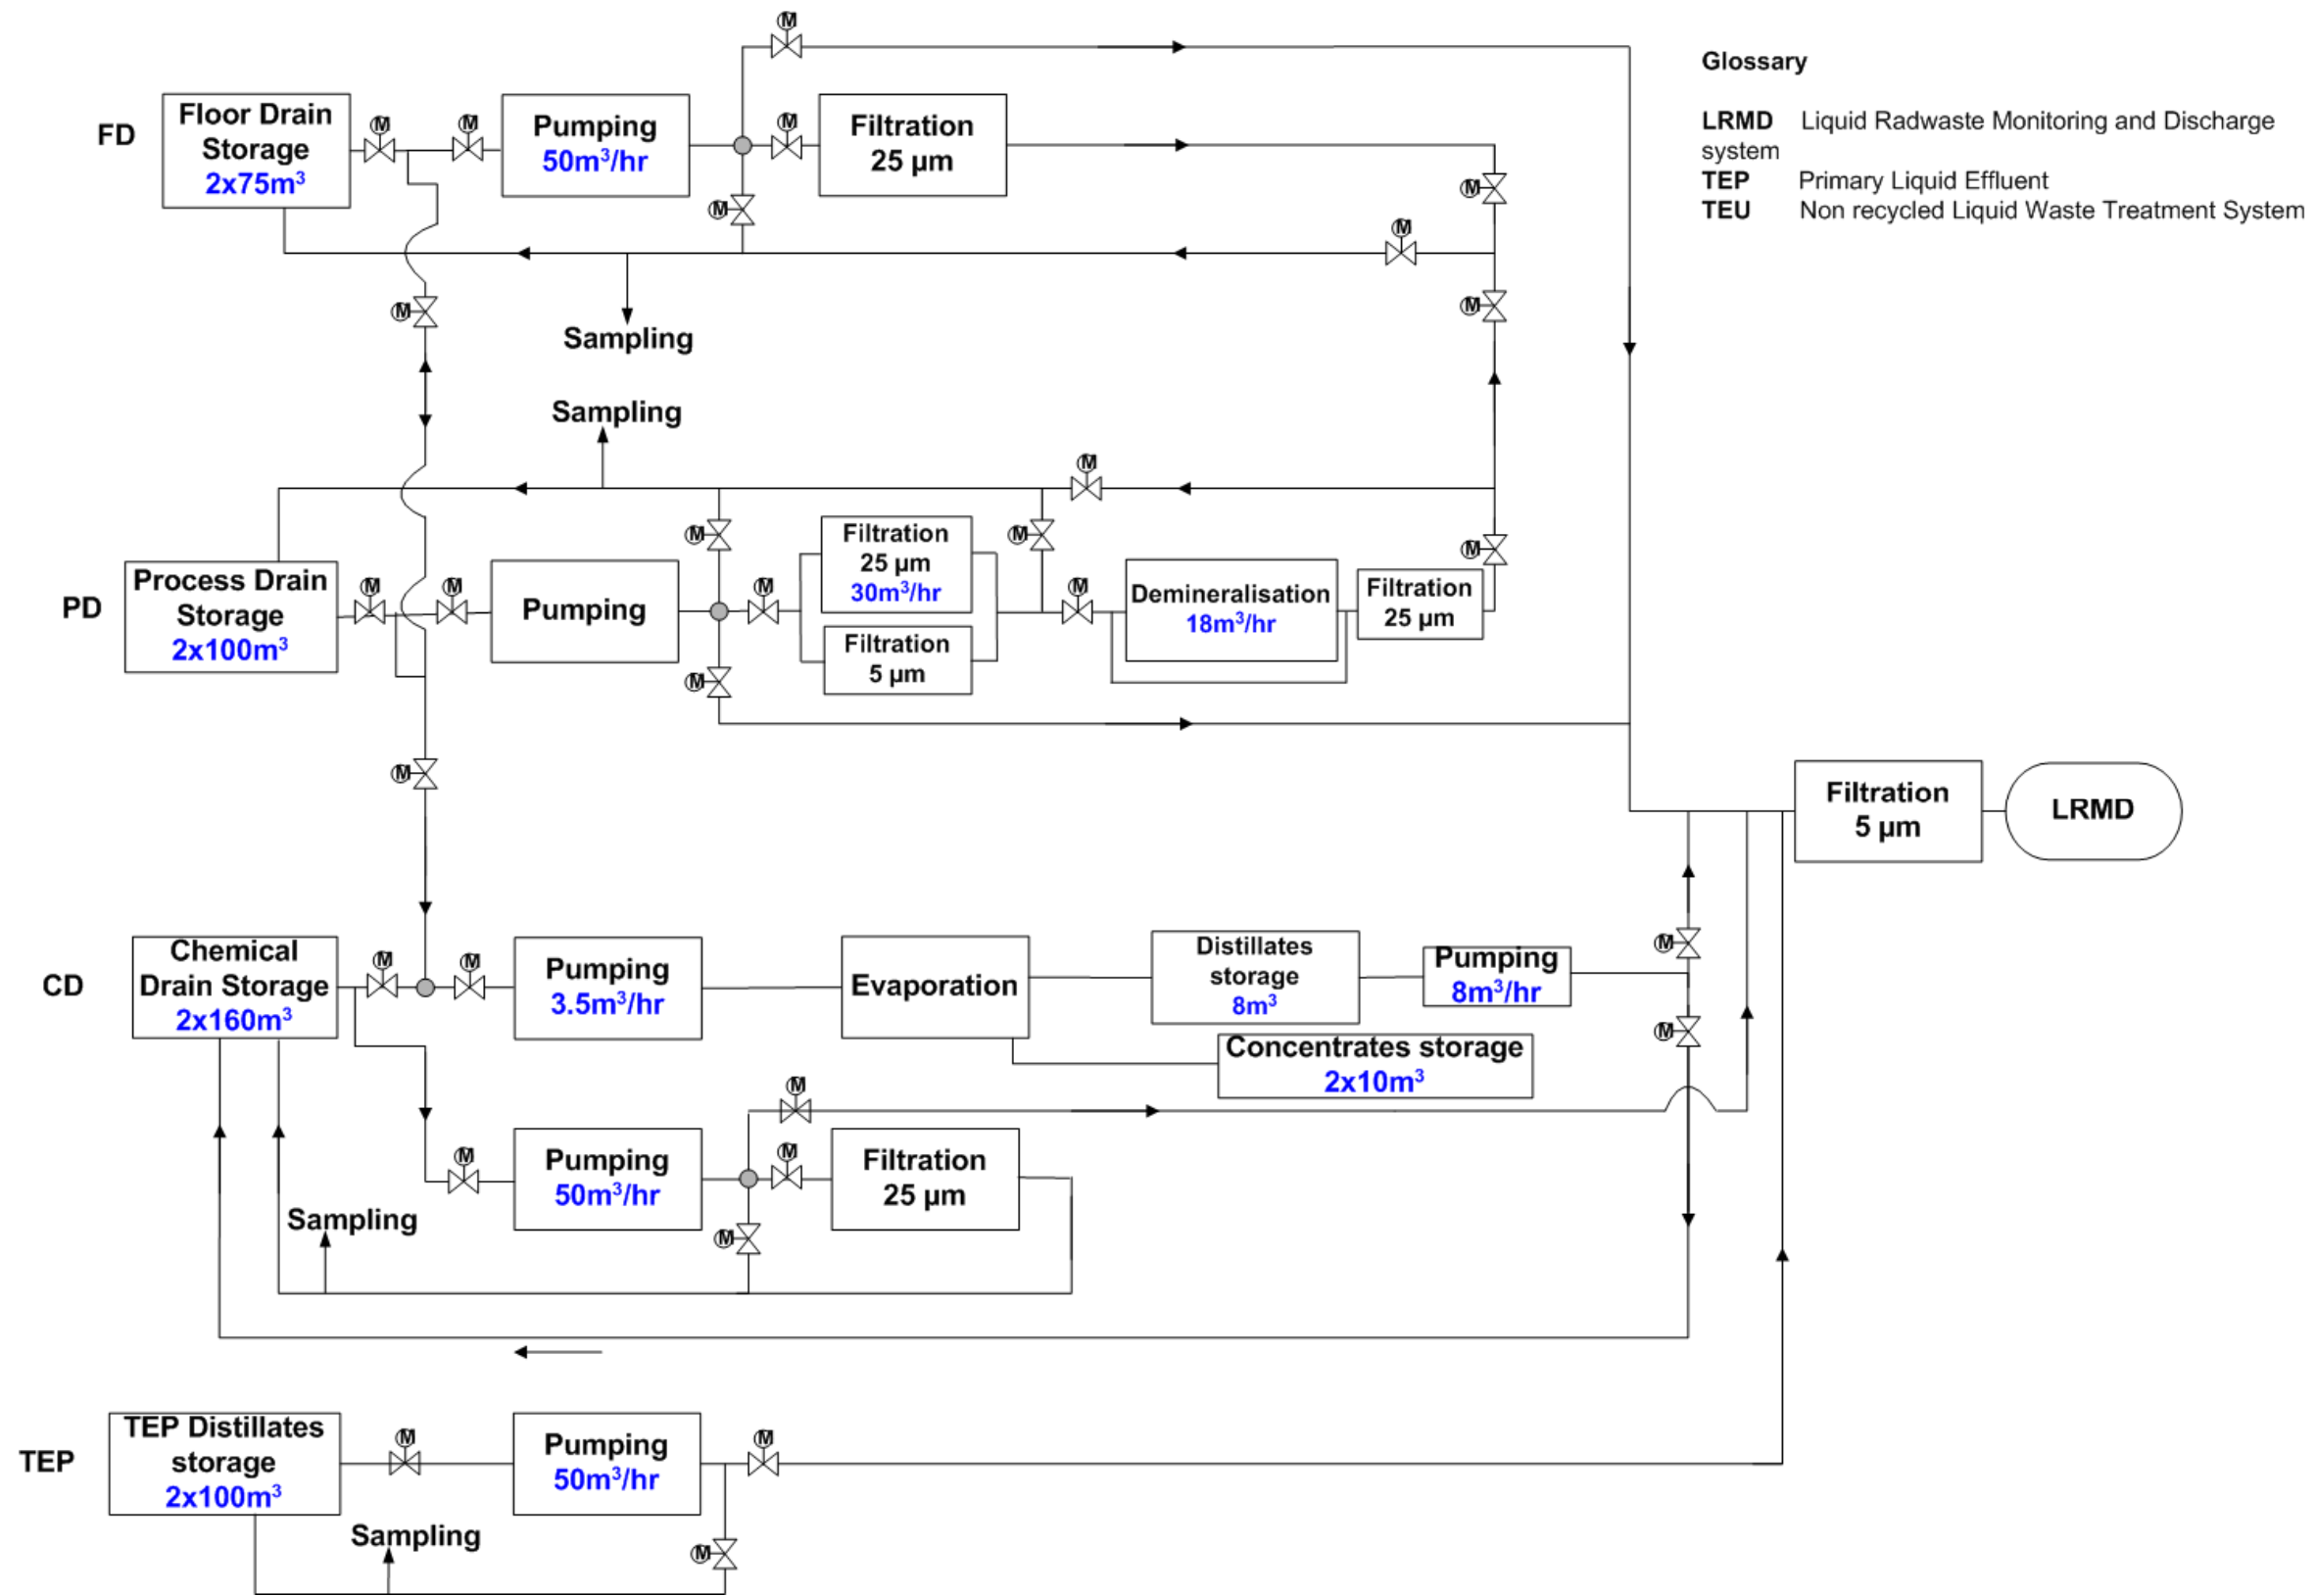 Glossary
LRMD Liquid Radwaste Monitoring and Discharge
system
TEP Primary Liquid Effluent
TEU Non recycled Liquid Waste Treatment System
M
M
M
M
FD
Floor Drain
Storage
2x75m³
Pumping
50m³/hr
Filtration
25 µm
M
M
M
M
M
Sampling
Sampling
M
M
M
M
PD
Process Drain
Storage
2x100m³
M
M
Pumping
M
Filtration
25 µm
30m³/hr
Filtration
5 µm
M
Demineralisation
18m³/hr
Filtration
25 µm
M
M
Filtration
5 µm
LRMD
CD
Chemical
Drain Storage
2x160m³
M
M
Pumping
3.5m³/hr
Evaporation
Distillates
storage
8m³
Pumping
8m³/hr
M
M
Concentrates storage
2x10m³
M
M
Pumping
50m³/hr
M
Filtration
25 µm
Sampling
M
TEP
TEP Distillates
storage
2x100m³
M
Pumping
50m³/hr
M
Sampling
M